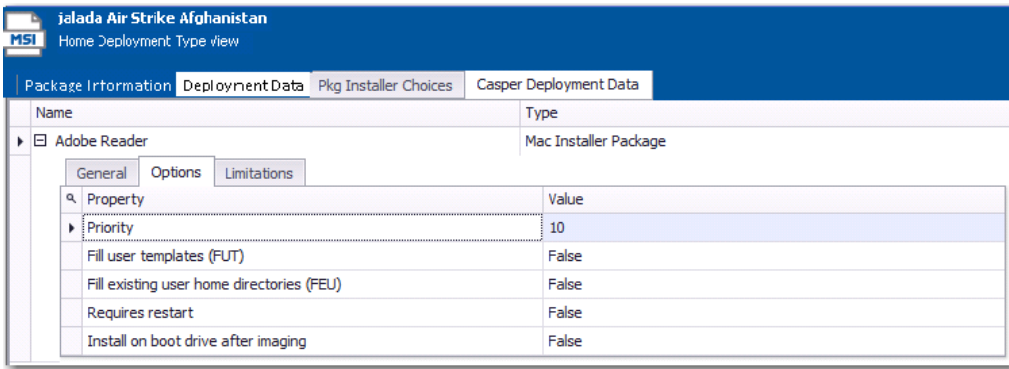 jalada Air Strike Afghanistan
MSI
Home Deployment Type View
Package Information Deployment Data Pkg Installer Choices Casper Deployment Data
Name Type
Adobe Reader Mac Installer Package
General Options Limitations
Property Value
Priority 10
Fill user templates (FUT) False
Fill existing user home directories (FEU) False
Requires restart False
Install on boot drive after imaging False